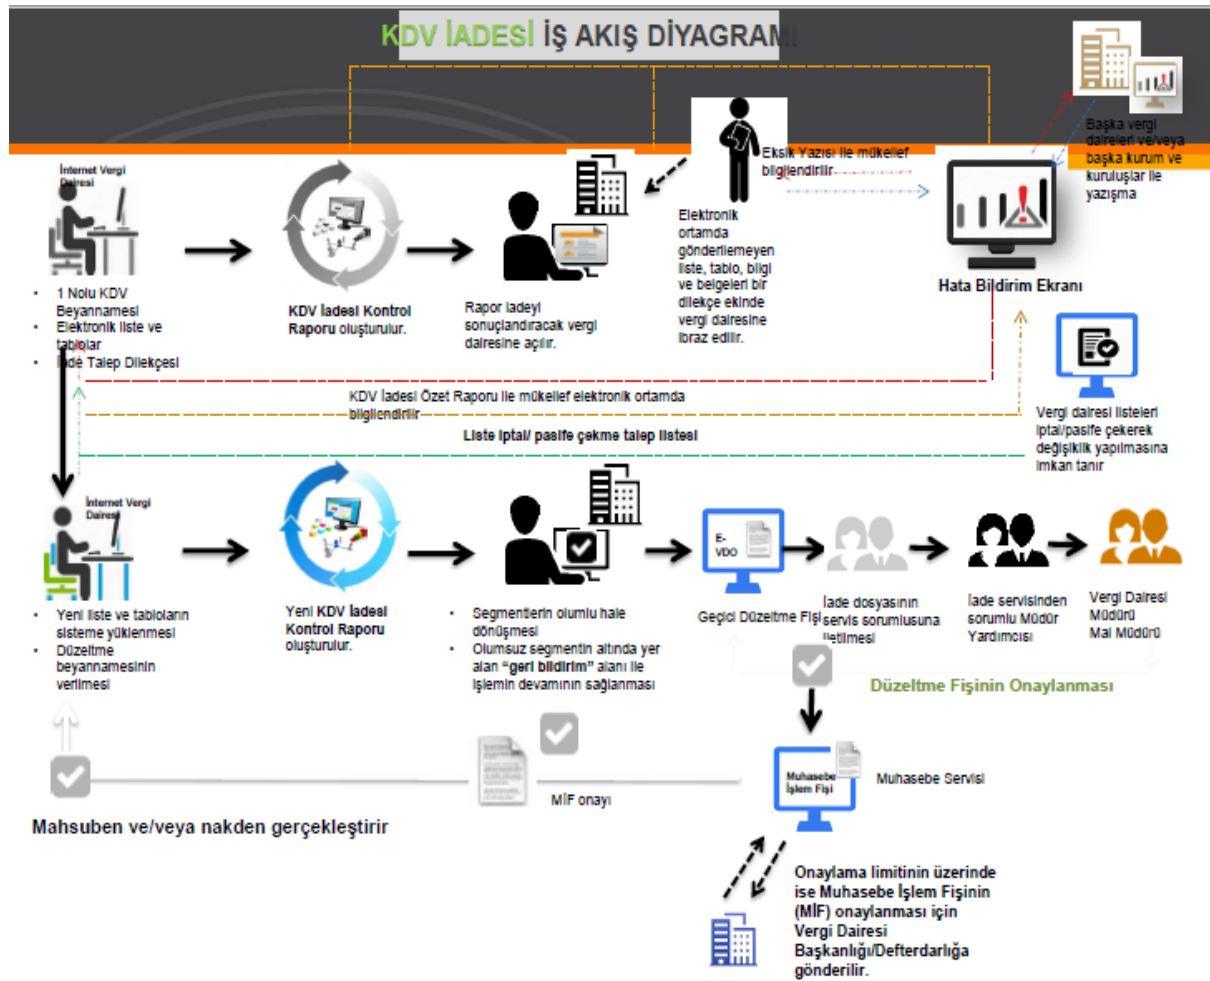 KDV İADESİ İŞ AKIŞ DİYAGRAMI
İnternet Vergi
Dairesi
1 Nolu KDV
Beyannamesi
Elektronik liste ve
tablolar
İade Talep Dilekçesi
KDV İadesi Kontrol
Raporu oluşturulur.
Rapor iadeyi
sonuçlandıracak vergi
dairesine açılır.
Elektronik
ortamda
gönderilemeyen
liste, tablo, bilgi
ve belgeleri bir
dilekçe ekinde
vergi dairesine
ibraz edilir.
Eksik Yazısı ile mükellef
bilgilendirilir
Hata Bildirim Ekranı
Başka vergi
daireleri ve/veya
başka kurum ve
kuruluşlar ile
yazışma
KDV İadesi Özet Raporu ile mükellef elektronik ortamda
bilgilendirilir
Liste iptal/ pasife çekme talep listesi
Vergi dairesi listeleri
iptal/pasife çekerek
değişiklik yapılmasına
imkan tanır
İnternet Vergi
Dairesi
Yeni liste ve tabloların
sisteme yüklenmesi
Düzeltme
beyannamesinin
verilmesi
Yeni KDV İadesi
Kontrol Raporu
oluşturulur.
Segmentlerin olumlu hale
dönüşmesi
Olumsuz segmentin altında yer
alan “geri bildirim” alanı ile
işlemin devamının sağlanması
E-
VDO
Geçici Düzeltme Fişi
İade dosyasının
servis sorumlusuna
iletilmesi
İade servisinden
sorumlu Müdür
Yardımcısı
Vergi Dairesi
Müdürü
Mal Müdürü
Düzeltme Fişinin Onaylanması
Muhasebe
İşlem Fişi
Muhasebe Servisi
MİF onayı
Mahsuben ve/veya nakden gerçekleştirir
Onaylama limitinin üzerinde
ise Muhasebe İşlem Fişinin
(MİF) onaylanması için
Vergi Dairesi
Başkanlığı/Defterdarlığa
gönderilir.